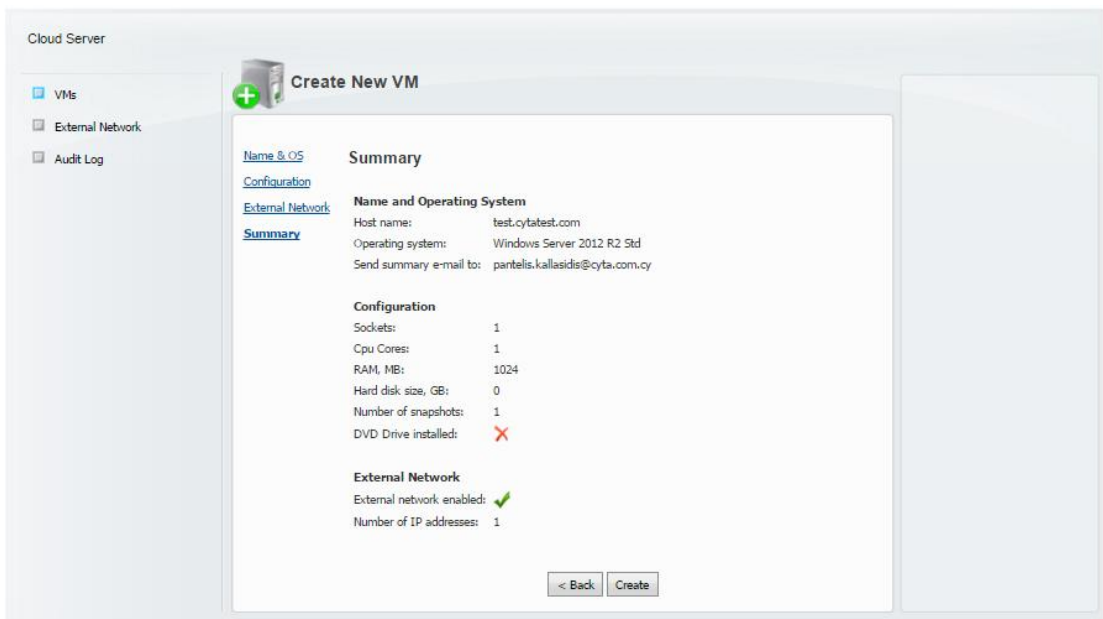 Cloud Server
VMs
External Network
Audit Log
Create New VM
Name & OS
Configuration
External Network
Summary
Summary
Name and Operating System
Host name: test.cytatest.com
Operating system: Windows Server 2012 R2 Std
Send summary e-mail to: pantelis.kallasidis@cyta.com.cy
Configuration
Sockets: 1
Cpu Cores: 1
RAM, MB: 1024
Hard disk size, GB: 0
Number of snapshots: 1
DVD Drive installed:
External Network
External network enabled:
Number of IP addresses: 1
< Back Create